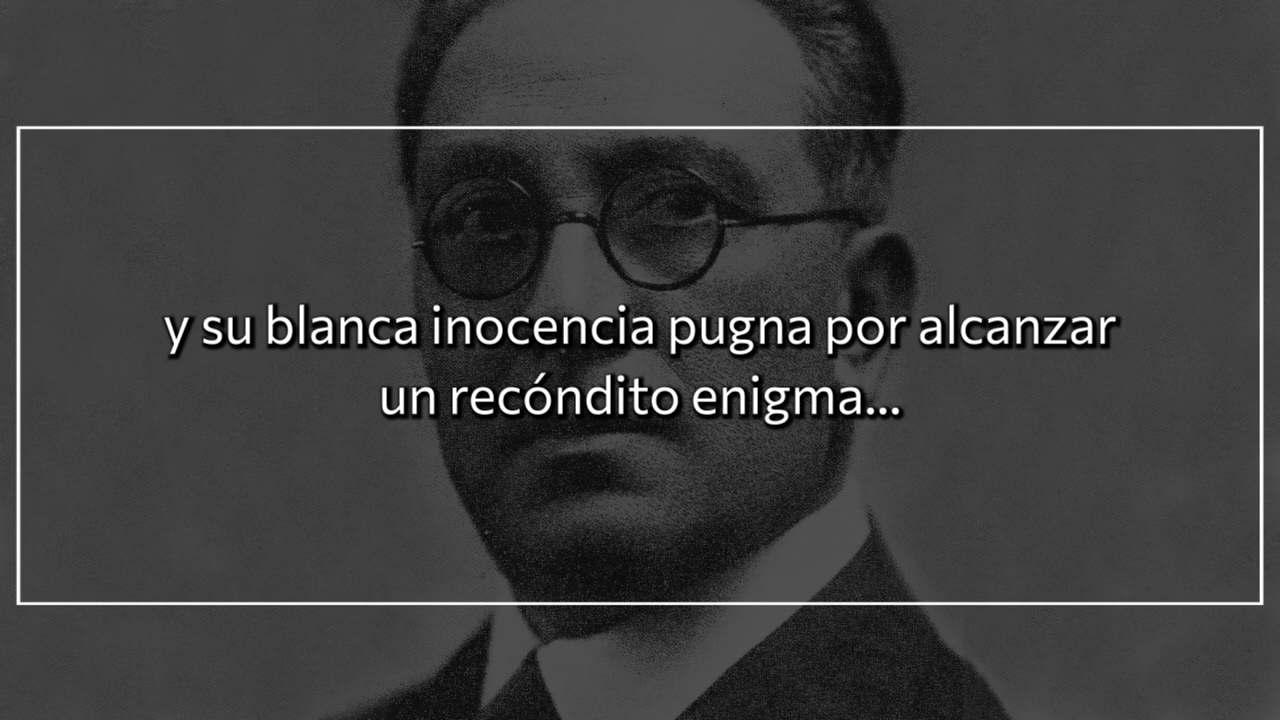 y su blanca inocencia pugna por alcanzar
un recóndito enigma...